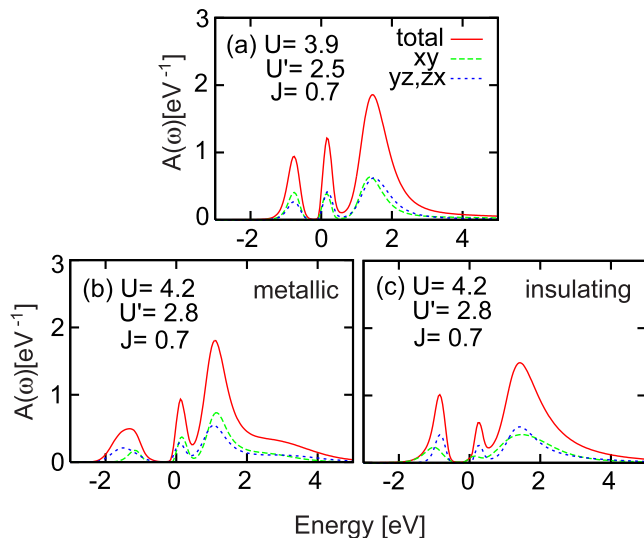 3
(a) U= 3.9
U'= 2.5
J= 0.7
total
xy
yz,zx
2
1
0
A(ω)[eV⁻¹]
-2 0 2 4
3
(b) U= 4.2
U'= 2.8
J= 0.7
metallic
2
1
0
A(ω)[eV⁻¹]
-2 0 2 4
(c) U= 4.2
U'= 2.8
J= 0.7
insulating
-2 0 2 4
Energy [eV]